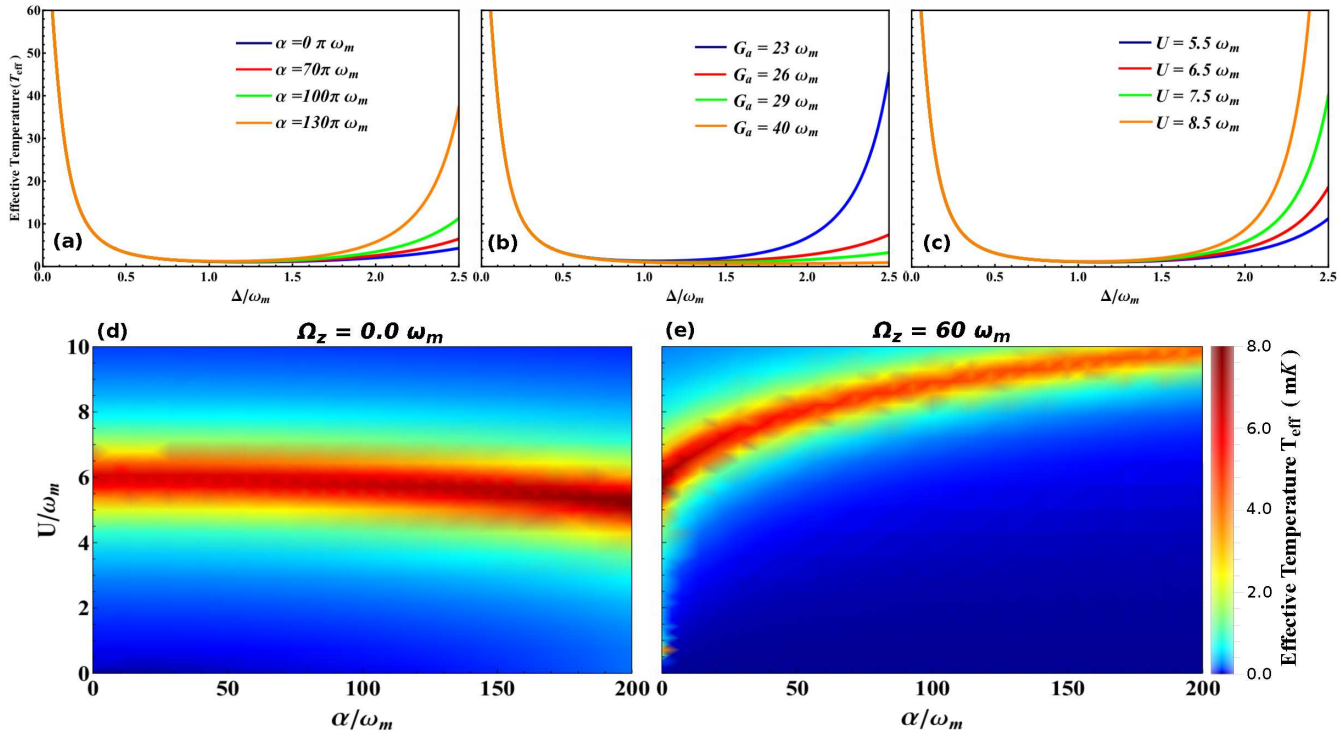 Effective Temperature (T_eff)
60
50
40
30
20
10
0
α =0 π ω_m
α =70π ω_m
α =100π ω_m
α =130π ω_m
(a)
0.0 0.5 1.0 1.5 2.0 2.5
Δ/ω_m
G_a = 23 ω_m
G_a = 26 ω_m
G_a = 29 ω_m
G_a = 40 ω_m
(b)
0.0 0.5 1.0 1.5 2.0 2.5
Δ/ω_m
U = 5.5 ω_m
U = 6.5 ω_m
U = 7.5 ω_m
U = 8.5 ω_m
(c)
0.0 0.5 1.0 1.5 2.0 2.5
Δ/ω_m
(d) Ω_z = 0.0 ω_m
U/ω_m
10
8
6
4
2
0
0 50 100 150 200
α/ω_m
(e) Ω_z = 60 ω_m
0 50 100 150 200
α/ω_m
8.0
6.0
4.0
2.0
0.0
Effective Temperature T_eff ( mK)